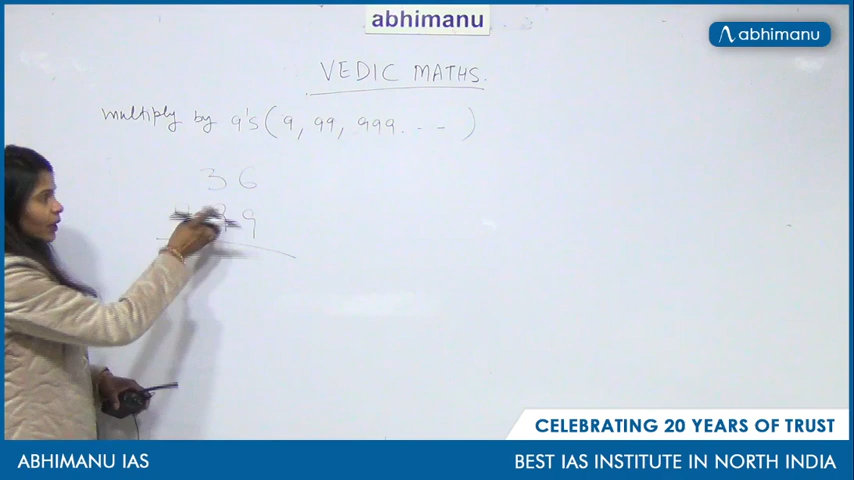 abhimanu
abhimanu
VEDIC MATHS.
multiply by 9's (9, 99, 999. - - )
36
9
CELEBRATING 20 YEARS OF TRUST
ABHIMANU IAS
BEST IAS INSTITUTE IN NORTH INDIA